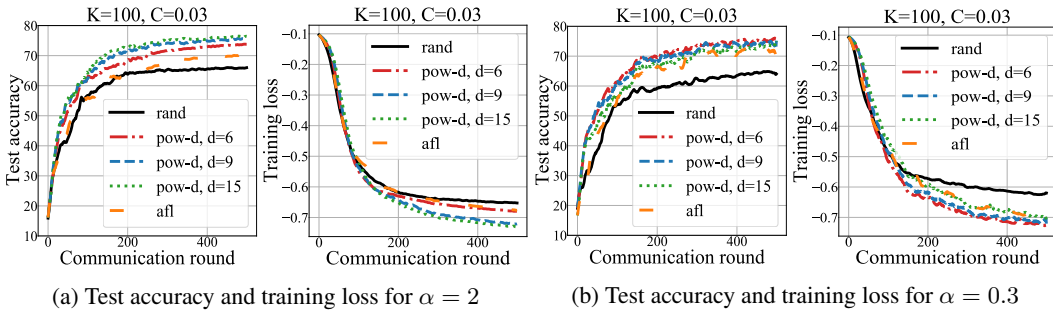 K=100, C=0.03
Test accuracy
80
70
60
50
40
30
20
10
0
200
400
Communication round
rand
pow-d, d=6
pow-d, d=9
pow-d, d=15
afl
K=100, C=0.03
Training loss
−0.1
−0.2
−0.3
−0.4
−0.5
−0.6
−0.7
0
200
400
Communication round
rand
pow-d, d=6
pow-d, d=9
pow-d, d=15
afl
(a) Test accuracy and training loss for α = 2
K=100, C=0.03
Test accuracy
80
70
60
50
40
30
20
10
0
200
400
Communication round
rand
pow-d, d=6
pow-d, d=9
pow-d, d=15
afl
K=100, C=0.03
Training loss
−0.1
−0.2
−0.3
−0.4
−0.5
−0.6
−0.7
0
200
400
Communication round
rand
pow-d, d=6
pow-d, d=9
pow-d, d=15
afl
(b) Test accuracy and training loss for α = 0.3